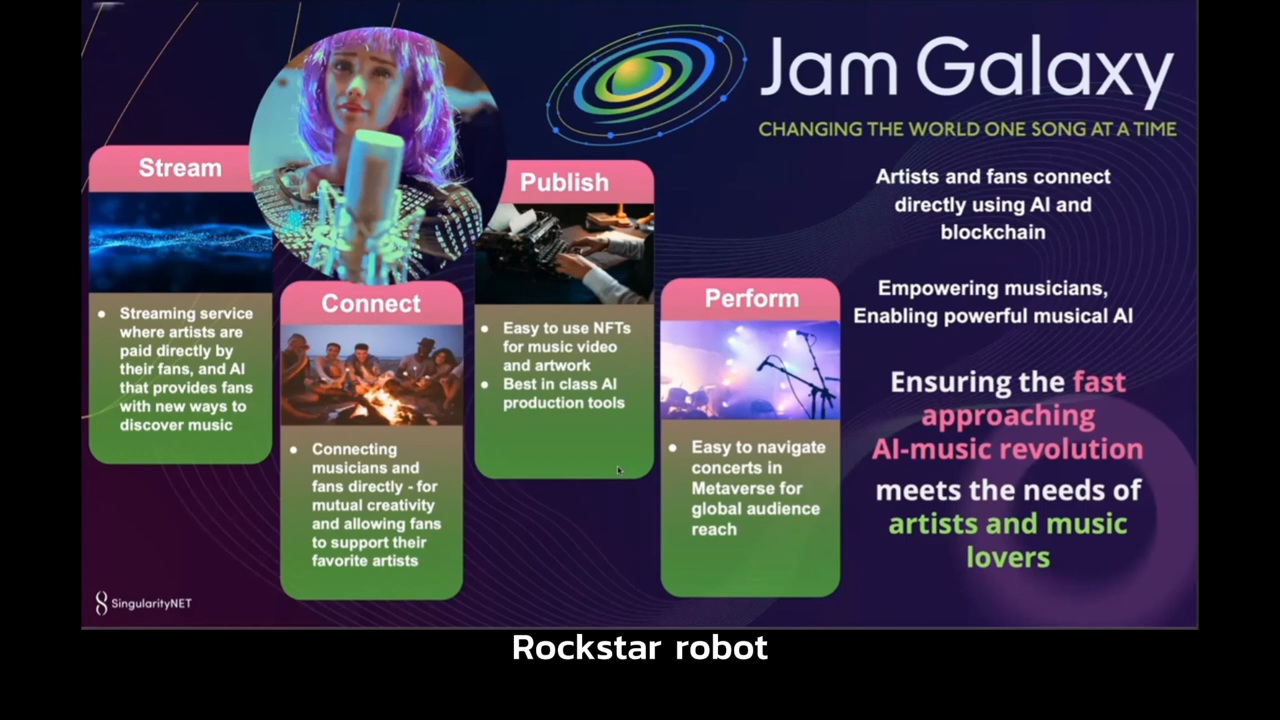 Jam Galaxy
CHANGING THE WORLD ONE SONG AT A TIME
Stream
• Streaming service
where artists are
paid directly by
their fans, and AI
that provides fans
with new ways to
discover music
Connect
• Connecting
musicians and
fans directly - for
mutual creativity
and allowing fans
to support their
favorite artists
Publish
• Easy to use NFTs
for music video
and artwork
• Best in class AI
production tools
Perform
• Easy to navigate
concerts in
Metaverse for
global audience
reach
Artists and fans connect
directly using AI and
blockchain
Empowering musicians,
Enabling powerful musical AI
Ensuring the fast
approaching
AI-music revolution
meets the needs of
artists and music
lovers
SingularityNET
Rockstar robot